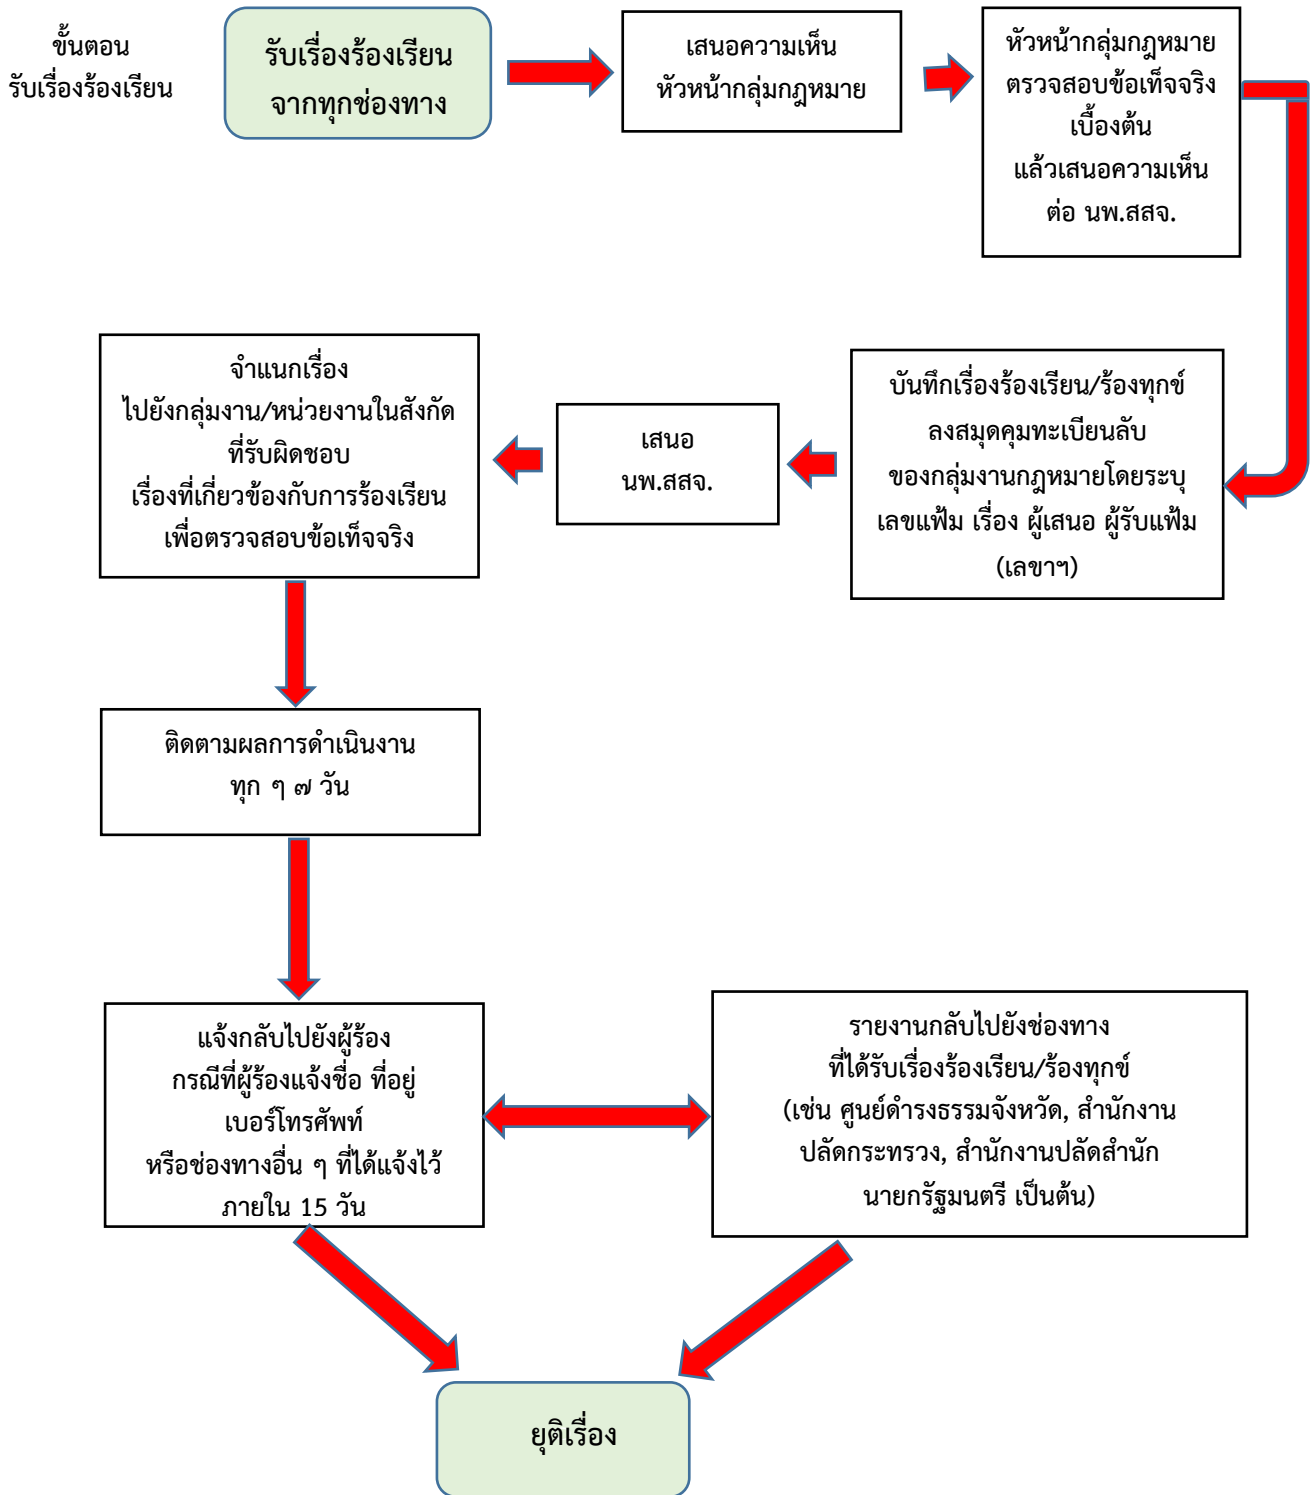 ขั้นตอน
รับเรื่องร้องเรียน
รับเรื่องร้องเรียน
จากทุกช่องทาง
เสนอความเห็น
หัวหน้ากลุ่มกฎหมาย
หัวหน้ากลุ่มกฎหมาย
ตรวจสอบข้อเท็จจริง
เบื้องต้น
แล้วเสนอความเห็น
ต่อ นพ.สสจ.
บันทึกเรื่องร้องเรียน/ร้องทุกข์
ลงสมุดคุมทะเบียนลับ
ของกลุ่มงานกฎหมายโดยระบุ
เลขแฟ้ม เรื่อง ผู้เสนอ ผู้รับแฟ้ม
(เลขาฯ)
เสนอ
นพ.สสจ.
จำแนกเรื่อง
ไปยังกลุ่มงาน/หน่วยงานในสังกัด
ที่รับผิดชอบ
เรื่องที่เกี่ยวข้องกับการร้องเรียน
เพื่อตรวจสอบข้อเท็จจริง
ติดตามผลการดำเนินงาน
ทุก ๆ ๗ วัน
แจ้งกลับไปยังผู้ร้อง
กรณีที่ผู้ร้องแจ้งชื่อ ที่อยู่
เบอร์โทรศัพท์
หรือช่องทางอื่น ๆ ที่ได้แจ้งไว้
ภายใน 15 วัน
รายงานกลับไปยังช่องทาง
ที่ได้รับเรื่องร้องเรียน/ร้องทุกข์
(เช่น ศูนย์ดำรงธรรมจังหวัด, สำนักงาน
ปลัดกระทรวง, สำนักงานปลัดสำนัก
นายกรัฐมนตรี เป็นต้น)
ยุติเรื่อง